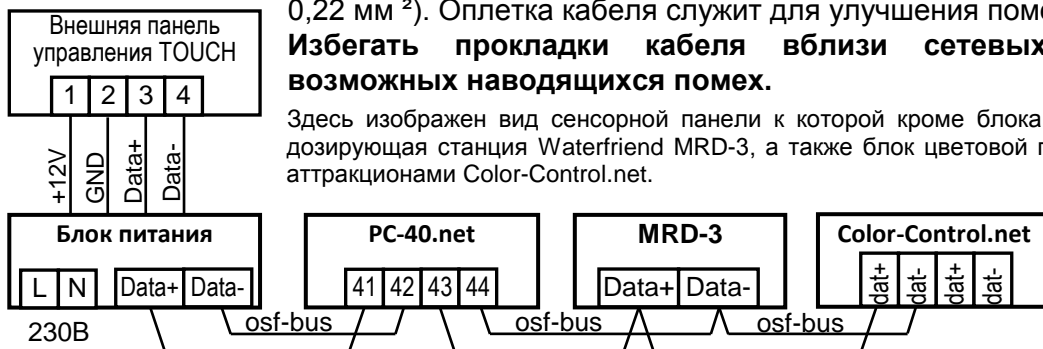 0,22 мм ²). Оплетка кабеля служит для улучшения
Избегать прокладки кабеля вблизи сетевых
возможных наводящихся помех.
Здесь изображен вид сенсорной панели к которой кроме блока
дозирующая станция Waterfriend MRD-3, а также блок цветовой
аттракционами Color-Control.net.
Внешняя панель
управления TOUCH
1 2 3 4
+12V GND Data+ Data-
Блок питания
L N Data+ Data-
230В
PC-40.net
41 42 43 44
MRD-3
Data+ Data-
Color-Control.net
dat+ dat- dat+ dat-
osf-bus osf-bus osf-bus